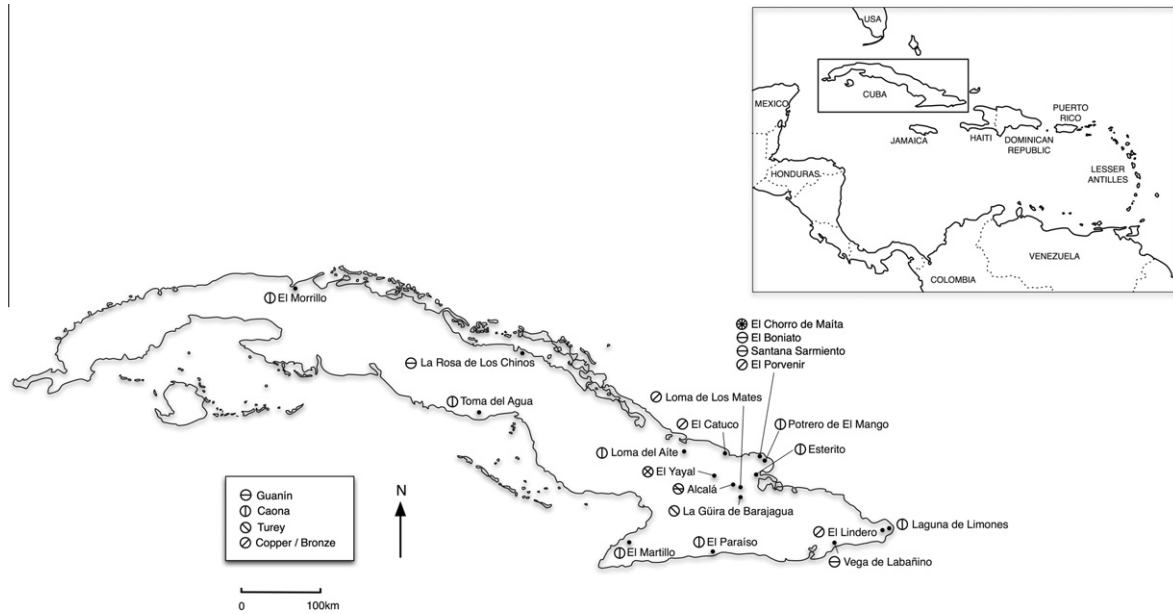 USA
CUBA
MEXICO
JAMAICA
HAITI
DOMINICAN
REPUBLIC
PUERTO
RICO
HONDURAS
LESSER
ANTILLES
VENEZUELA
COLOMBIA
El Morrillo
La Rosa de Los Chinos
Toma del Agua
El Chorro de Maíta
El Boniato
Santana Sarmiento
El Porvenir
Loma de Los Mates
El Catuco
Potrero de El Mango
Loma del Aite
Esterito
El Yayal
Alcalá
La Güira de Barajagua
El Lindero
Laguna de Limones
El Martillo
El Paraíso
Vega de Labañino
Guanín
Caona
Turey
Copper / Bronze
N
0 100km